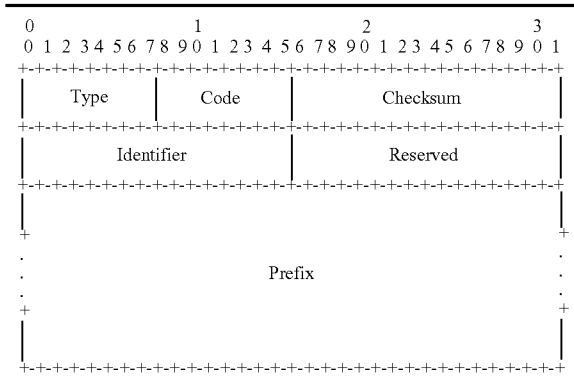 0 1 2 3
0 1 2 3 4 5 6 7 8 9 0 1 2 3 4 5 6 7 8 9 0 1 2 3 4 5 6 7 8 9 0 1
+-+-+-+-+-+-+-+-+-+-+-+-+-+-+-+-+-+-+-+-+-+-+-+-+-+-+-+-+-+-+-+-+
| Type | Code | Checksum |
+-+-+-+-+-+-+-+-+-+-+-+-+-+-+-+-+-+-+-+-+-+-+-+-+-+-+-+-+-+-+-+-+
| Identifier | Reserved |
+-+-+-+-+-+-+-+-+-+-+-+-+-+-+-+-+-+-+-+-+-+-+-+-+-+-+-+-+-+-+-+-+
| |
+ +
. .
. Prefix .
. .
+ +
| |
+-+-+-+-+-+-+-+-+-+-+-+-+-+-+-+-+-+-+-+-+-+-+-+-+-+-+-+-+-+-+-+-+